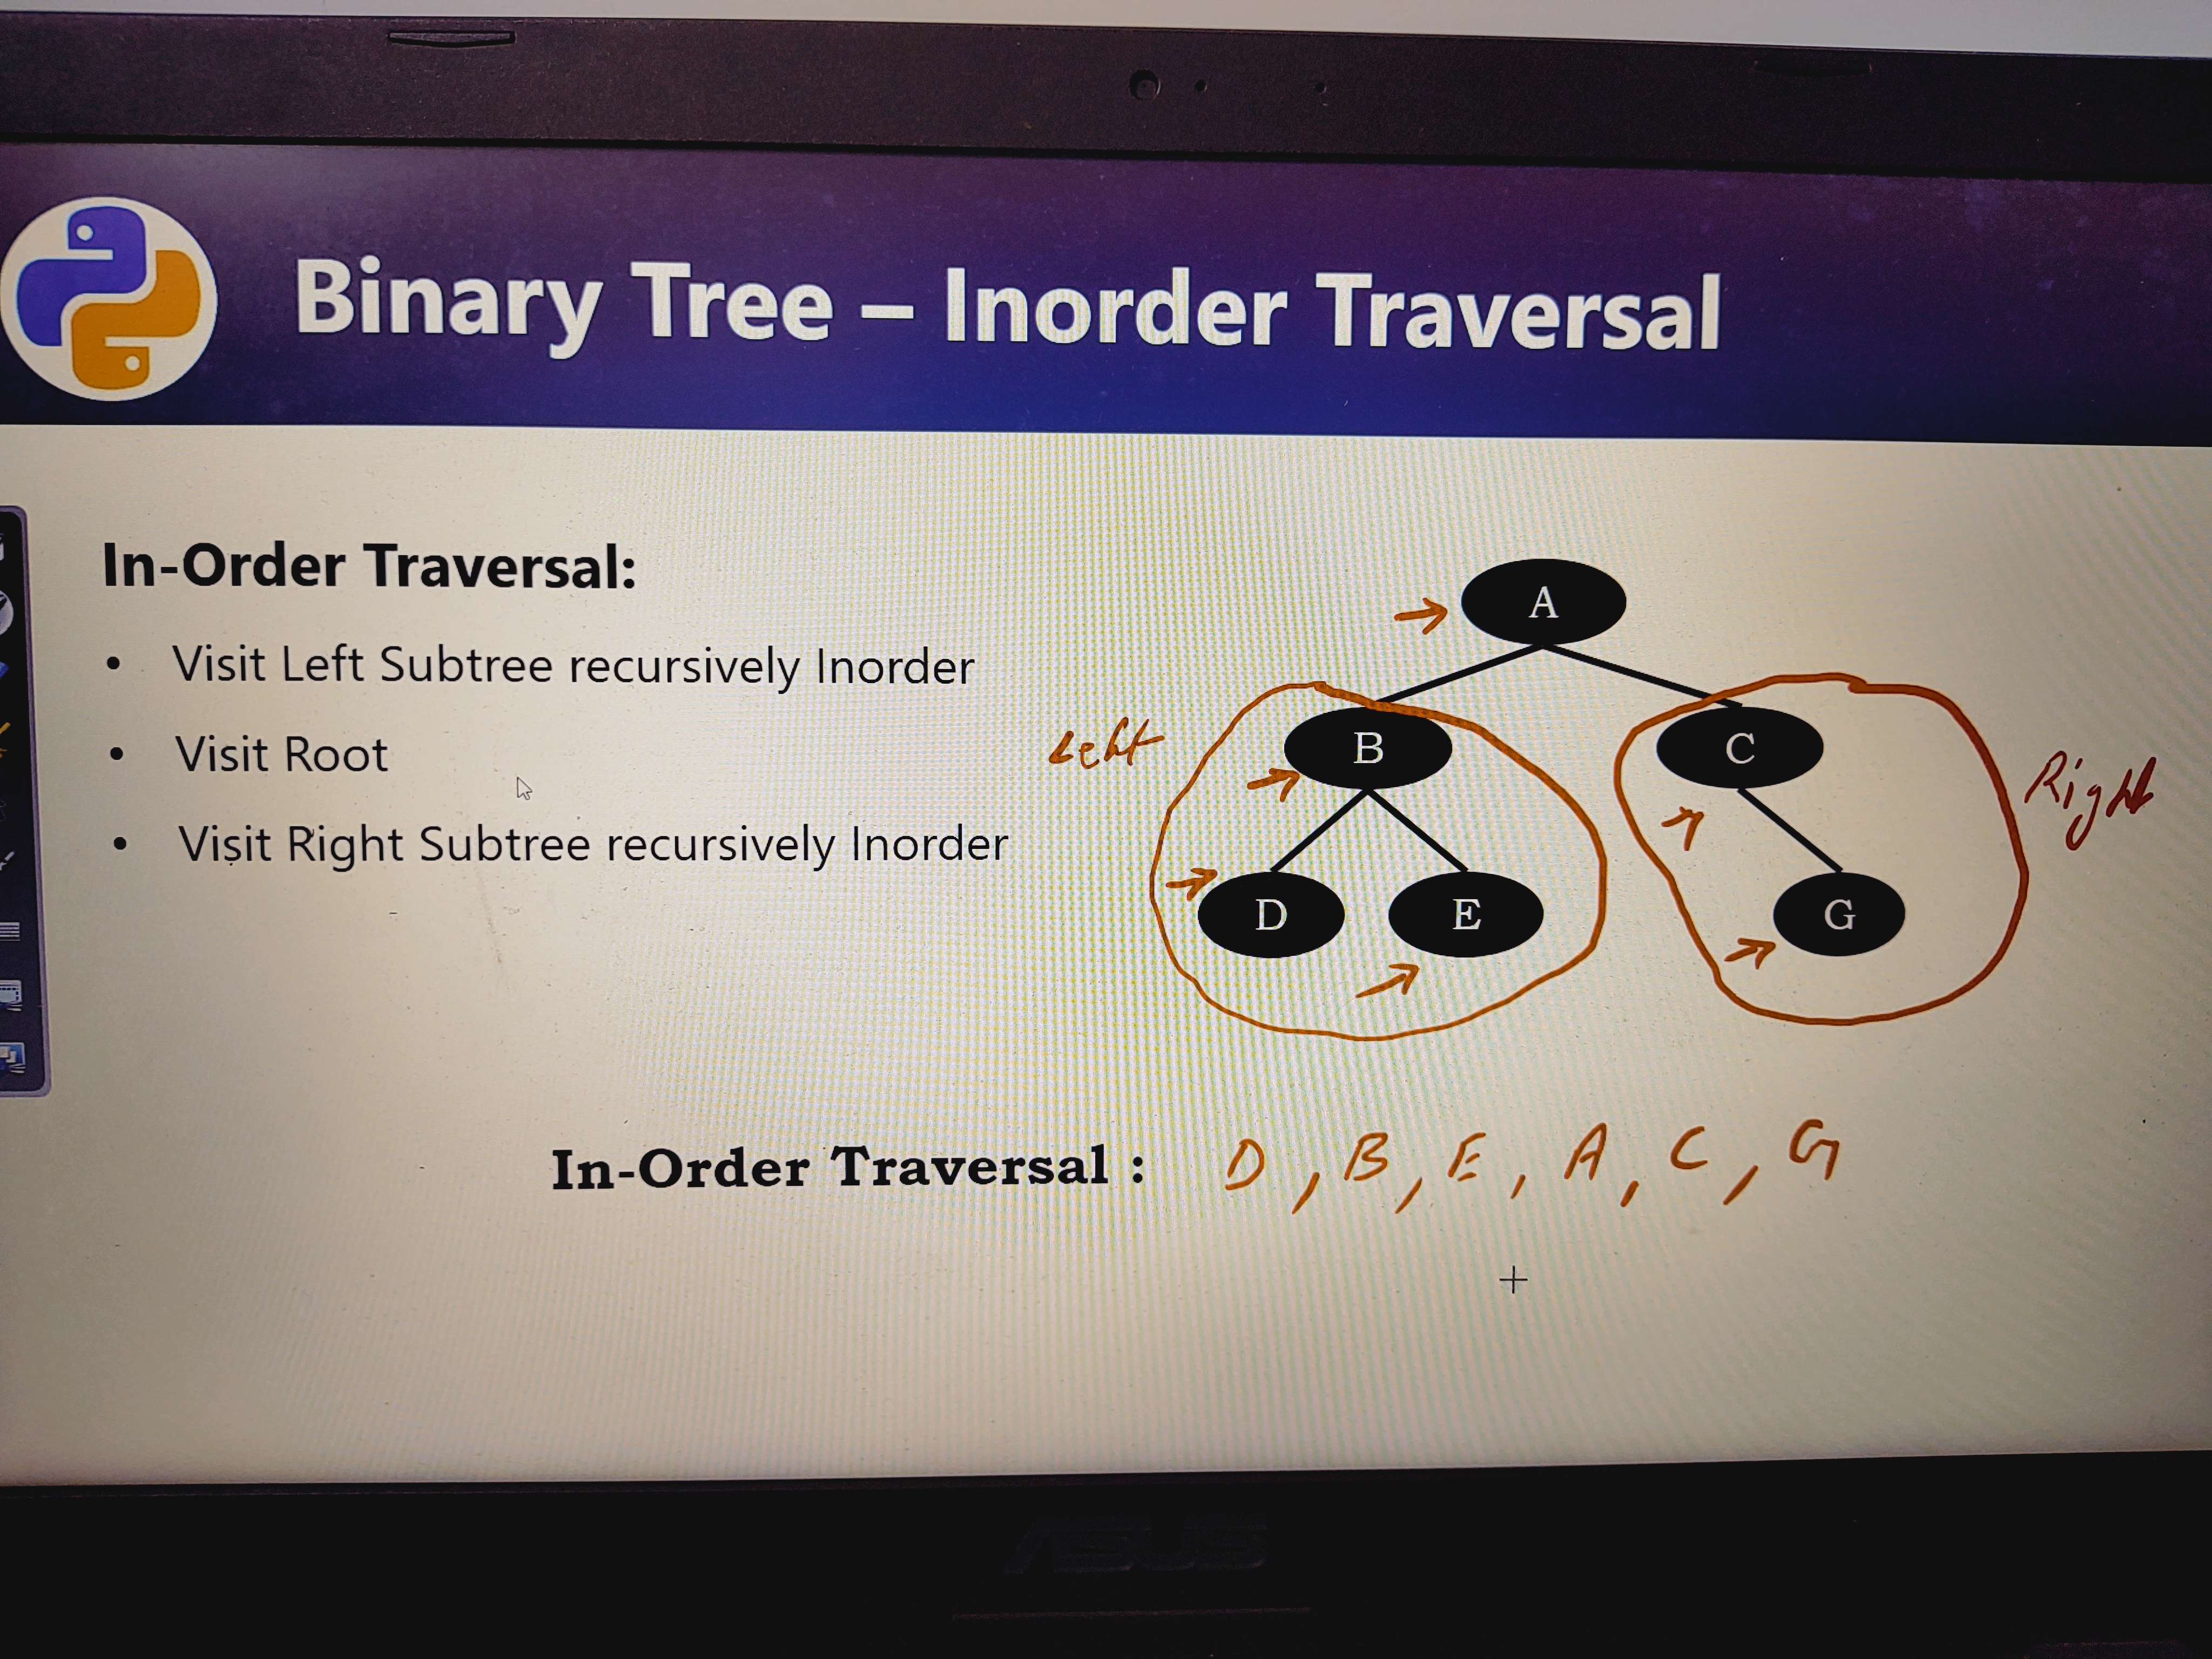 Binary Tree – Inorder Traversal
In-Order Traversal:
• Visit Left Subtree recursively Inorder
• Visit Root
• Visit Right Subtree recursively Inorder
A
Left
B
C
Right
D
E
G
In-Order Traversal : D, B, E, A, C, G
ASUS